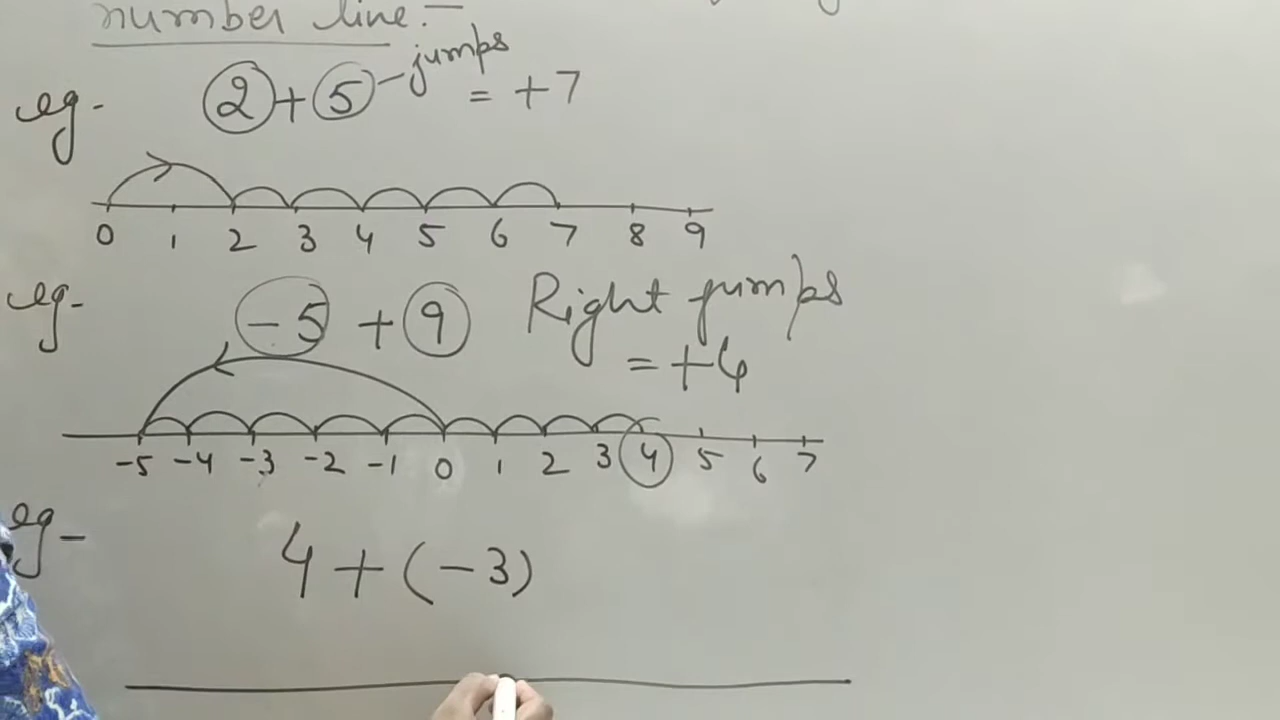 number line:-
eg- 2 + 5 - jumps = +7
0 1 2 3 4 5 6 7 8 9
eg- -5 + 9 Right jumps
= +4
-5 -4 -3 -2 -1 0 1 2 3 4 5 6 7
eg- 4 + (-3)